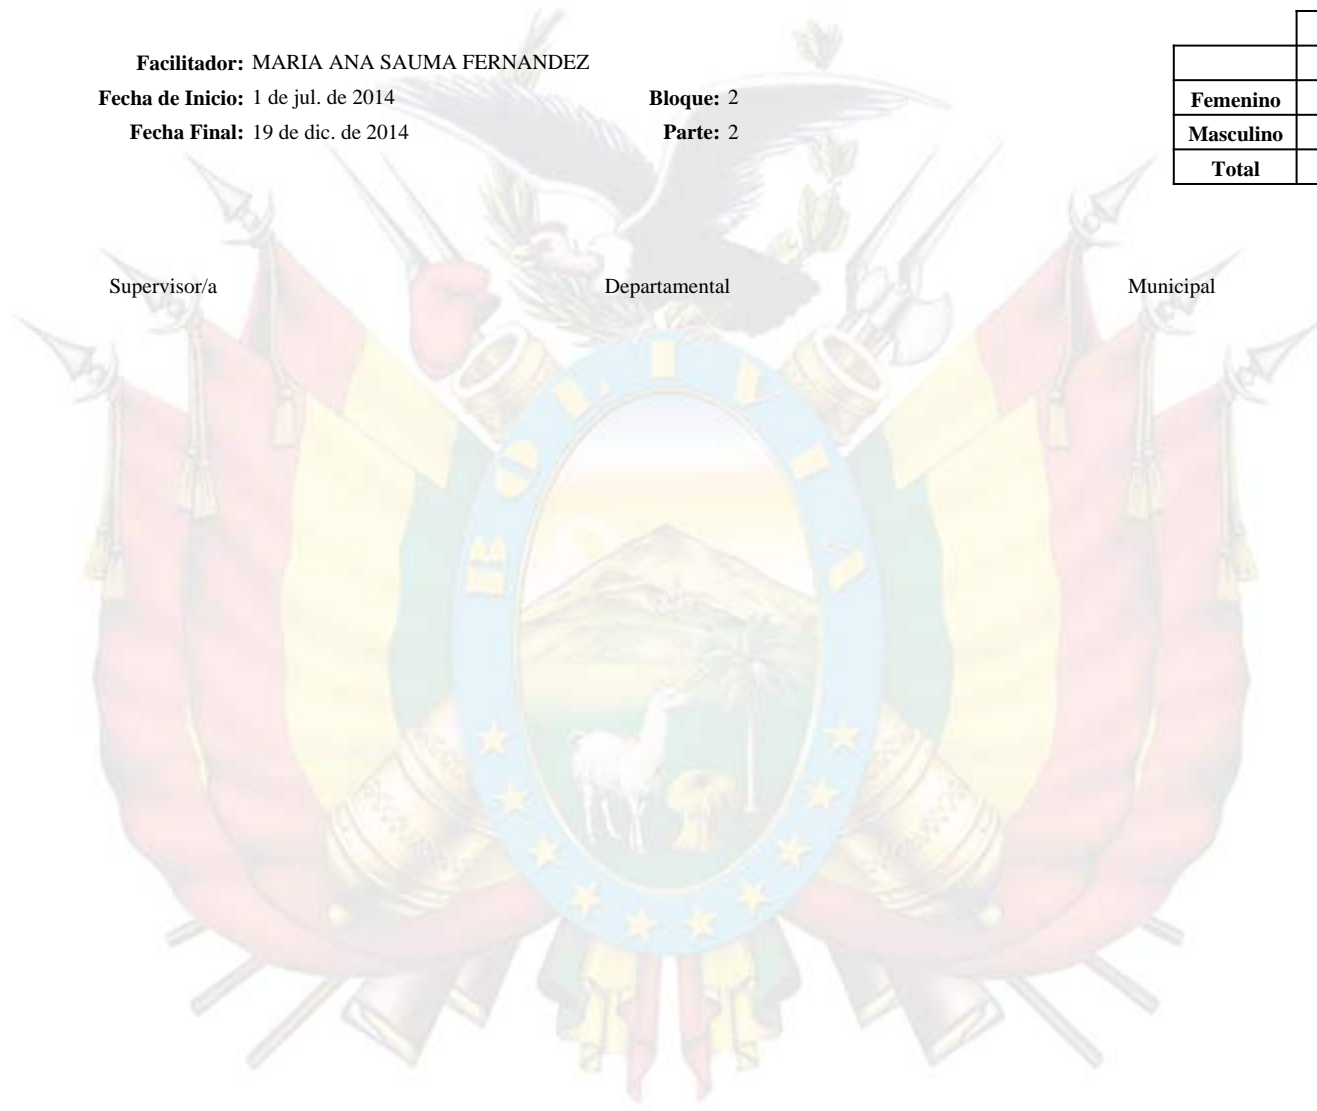 Facilitador: MARIA ANA SAUMA FERNANDEZ
Fecha de Inicio: 1 de jul. de 2014 Bloque: 2
Femenino
Fecha Final: 19 de dic. de 2014 Parte: 2
Masculino
Total
Supervisor/a Departamental Municipal
BOLIVIA